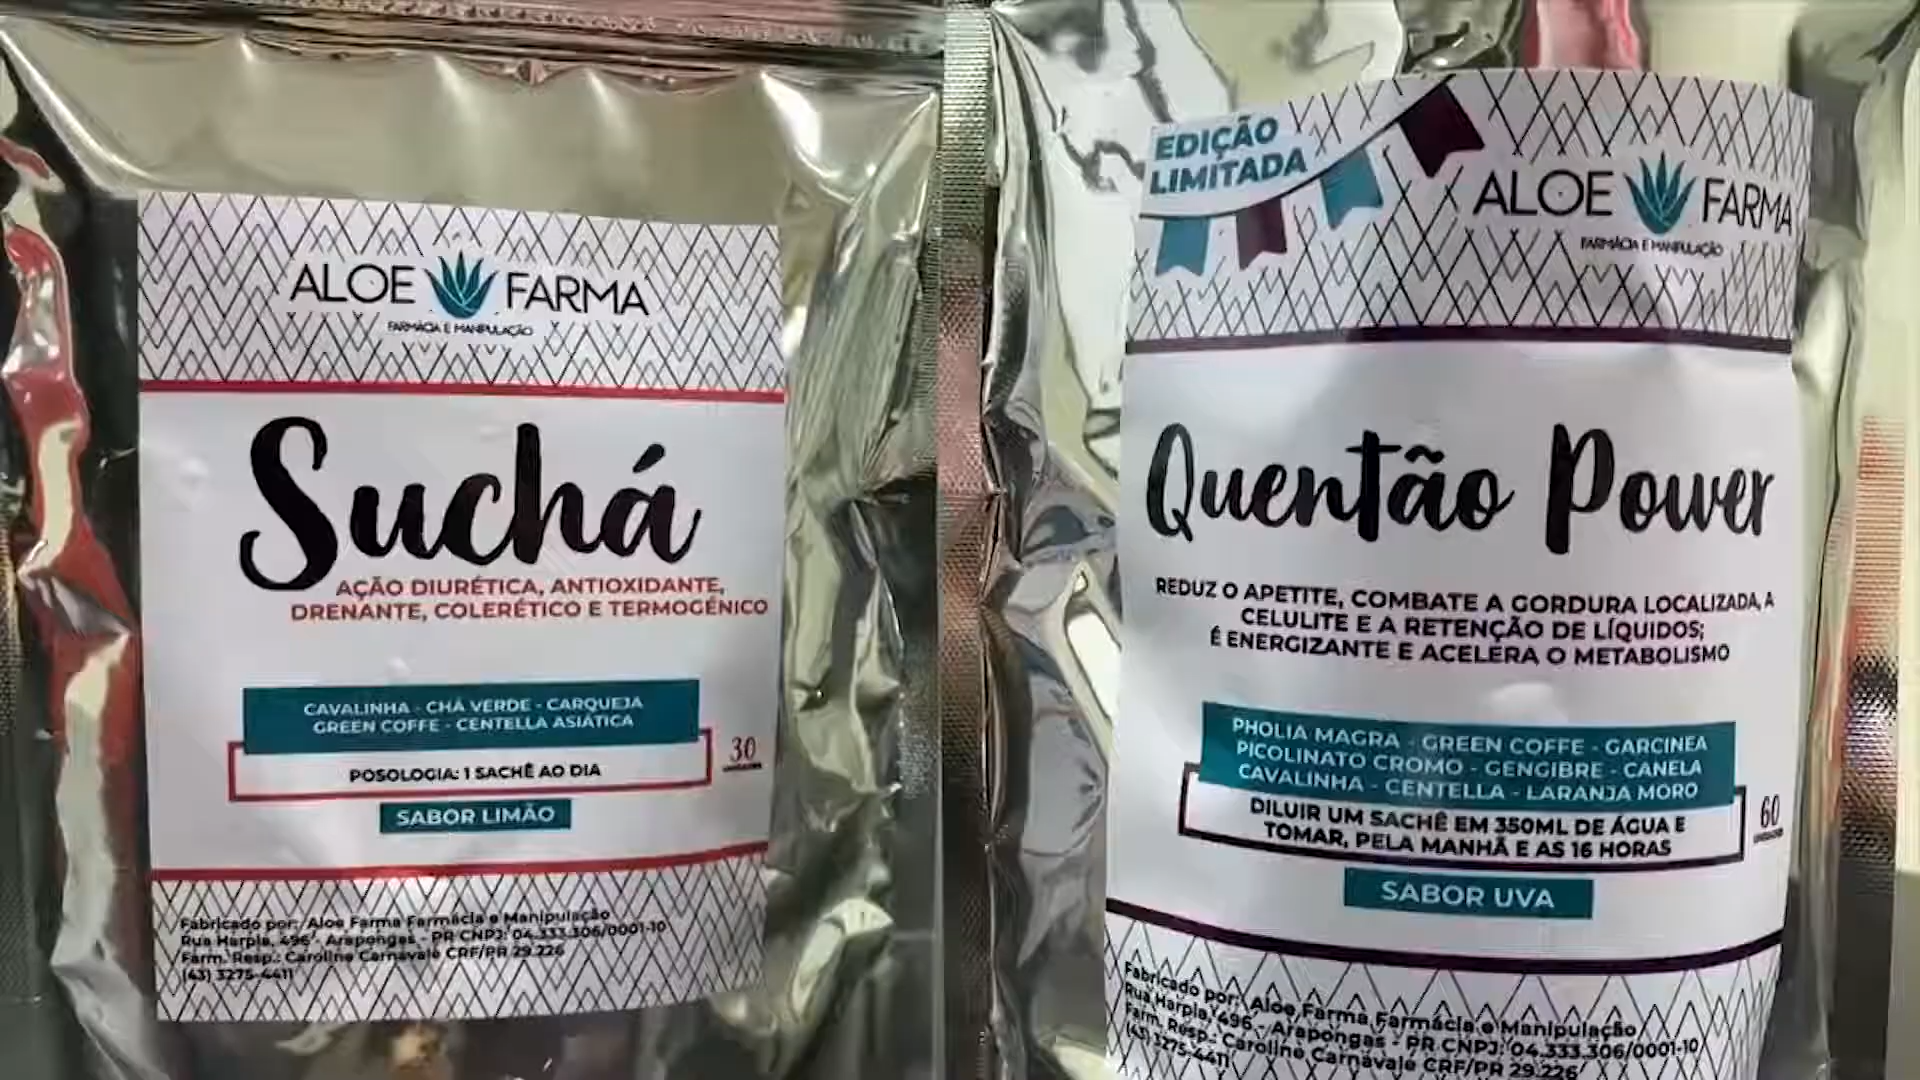 ALOE FARMA
FARMÁCIA E MANIPULAÇÃO
Suchá
AÇÃO DIURÉTICA, ANTIOXIDANTE,
DRENANTE, COLERÉTICO E TERMOGÊNICO
CAVALINHA - CHÁ VERDE - CARQUEJA
GREEN COFFE - CENTELLA ASIÁTICA
POSOLOGIA: 1 SACHÊ AO DIA
30
UNIDADES
SABOR LIMÃO
Fabricado por: Aloe Farma Farmácia e Manipulação
Rua Harpia, 496 - Arapongas - PR CNPJ: 04.333.306/0001-10
Farm. Resp.: Caroline Carnavale CRF/PR 29.226
(43) 3275-4411
EDIÇÃO
LIMITADA
ALOE FARMA
FARMÁCIA E MANIPULAÇÃO
Quentão Power
REDUZ O APETITE, COMBATE A GORDURA LOCALIZADA, A
CELULITE E A RETENÇÃO DE LÍQUIDOS;
É ENERGIZANTE E ACELERA O METABOLISMO
PHOLIA MAGRA - GREEN COFFE - GARCINEA
PICOLINATO CROMO - GENGIBRE - CANELA
CAVALINHA - CENTELLA - LARANJA MORO
DILUIR UM SACHÊ EM 350ML DE ÁGUA E
TOMAR, PELA MANHÃ E AS 16 HORAS
60
UNIDADES
SABOR UVA
Fabricado por: Aloe Farma Farmácia e Manipulação
Rua Harpia, 496 - Arapongas - PR CNPJ: 04.333.306/0001-10
Farm. Resp.: Caroline Carnavale CRF/PR 29.226
(43) 3275-4411